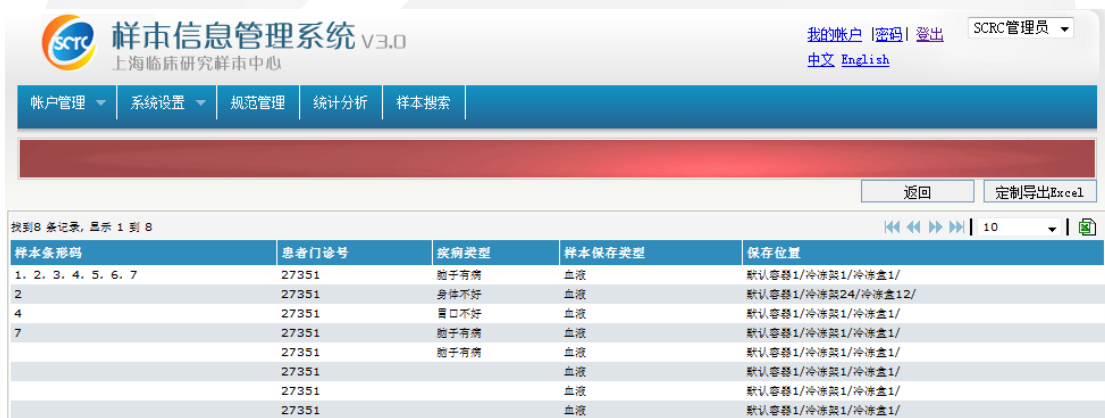 SCRC 样本信息管理系统 V3.0
上海临床研究样本中心
我的帐户 |密码| 登出 SCRC管理员
中文 English
帐户管理 系统设置 规范管理 统计分析 样本搜索
返回 定制导出Excel
找到8 条记录, 显示 1 到 8 10
样本条形码 患者门诊号 疾病类型 样本保存类型 保存位置
1. 2. 3. 4. 5. 6. 7 27351 脑子有病 血液 默认容器1/冷冻架1/冷冻盒1/
2 27351 身体不好 血液 默认容器1/冷冻架24/冷冻盒12/
4 27351 胃口不好 血液 默认容器1/冷冻架1/冷冻盒1/
7 27351 脑子有病 血液 默认容器1/冷冻架1/冷冻盒1/
27351 脑子有病 血液 默认容器1/冷冻架1/冷冻盒1/
27351 血液 默认容器1/冷冻架1/冷冻盒1/
27351 血液 默认容器1/冷冻架1/冷冻盒1/
27351 血液 默认容器1/冷冻架1/冷冻盒1/